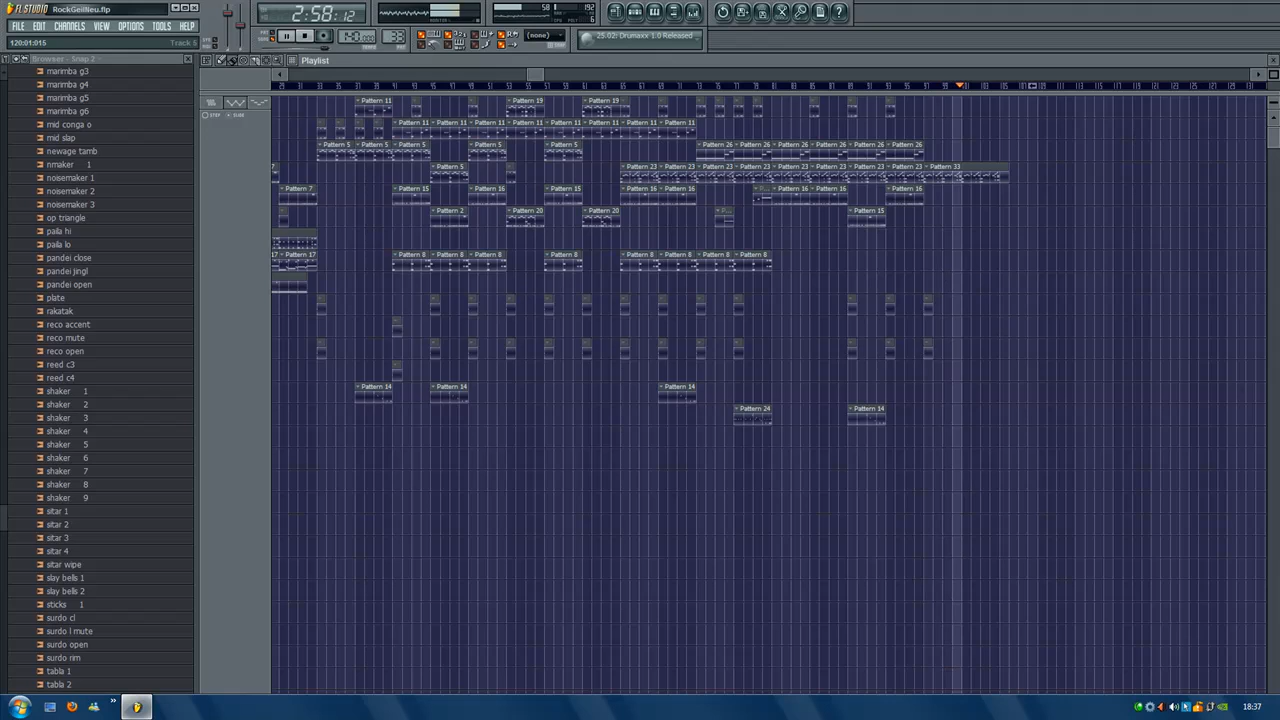 FL STUDIO RockGeilNeu.flp
2:58:12
58
192
6
FILE EDIT CHANNELS VIEW OPTIONS TOOLS HELP
120:01:015 Track 5
(none)
25.02: Drumaxx 1.0 Released
Browser - Snap 2
Playlist
STEP SLIDE
marimba g3
marimba g4
marimba g5
marimba g6
mid conga o
mid slap
newage tamb
nmaker 1
noisemaker 1
noisemaker 2
noisemaker 3
op triangle
paila hi
paila lo
pandei close
pandei jingl
pandei open
plate
rakatak
reco accent
reco mute
reco open
reed c3
reed c4
shaker 1
shaker 2
shaker 3
shaker 4
shaker 5
shaker 6
shaker 7
shaker 8
shaker 9
sitar 1
sitar 2
sitar 3
sitar 4
sitar wipe
slay bells 1
slay bells 2
sticks 1
surdo cl
surdo l mute
surdo open
surdo rim
tabla 1
tabla 2
Pattern 11 Pattern 19 Pattern 19
Pattern 11 Pattern 11 Pattern 11 Pattern 11 Pattern 11 Pattern 11 Pattern 11 Pattern 11
Pattern 5 Pattern 5 Pattern 5 Pattern 5 Pattern 5 Pattern 26 Pattern 26 Pattern 26 Pattern 26 Pattern 26 Pattern 26
7 Pattern 5 Pattern 23 Pattern 23 Pattern 23 Pattern 23 Pattern 23 Pattern 23 Pattern 23 Pattern 23 Pattern 33
Pattern 7 Pattern 15 Pattern 16 Pattern 15 Pattern 16 Pattern 16 P... Pattern 16 Pattern 16 Pattern 16
Pattern 2 Pattern 20 Pattern 20 Pattern 15
17 Pattern 17 Pattern 8 Pattern 8 Pattern 8 Pattern 8 Pattern 8 Pattern 8 Pattern 8 Pattern 8
Pattern 14 Pattern 14 Pattern 14
Pattern 24 Pattern 14
18:37